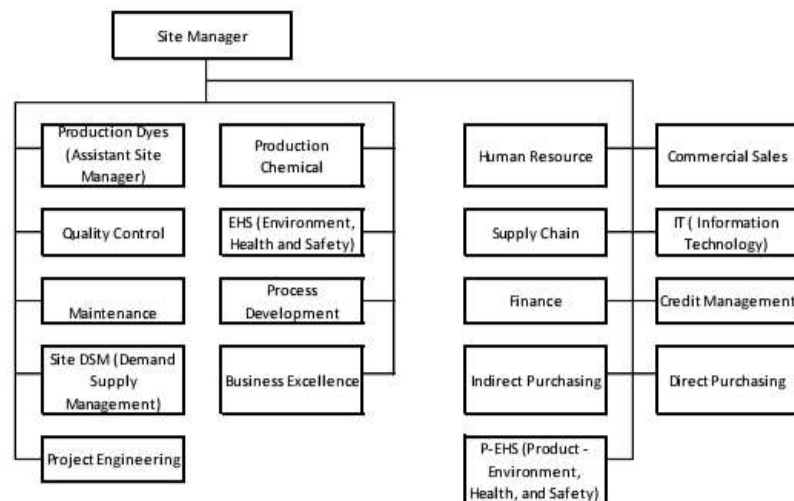 Site Manager
Production Dyes
(Assistant Site
Manager)
Production
Chemical
Human Resource
Commercial Sales
Quality Control
EHS (Environment,
Health and Safety)
Supply Chain
IT ( Information
Technology)
Maintenance
Process
Development
Finance
Credit Management
Site DSM (Demand
Supply
Management)
Business Excellence
Indirect Purchasing
Direct Purchasing
Project Engineering
P-EHS (Product -
Environment,
Health, and Safety)